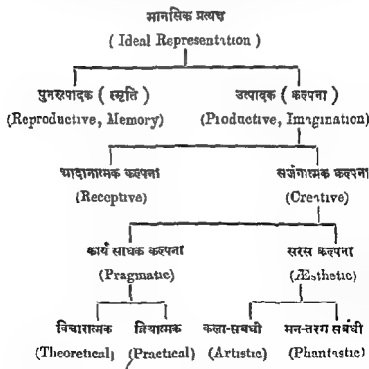 मानसिक प्रत्यय
( Ideal Representation )
पुनरुत्पादक ( स्मृति ) उत्पादक ( कल्पना )
(Reproductive, Memory) (Productive, Imagination)
आदानात्मक कल्पना सर्जनात्मक कल्पना
(Receptive) (Creative)
कार्य साधक कल्पना सरस कल्पना
(Pragmatic) (Æsthetic)
विचारात्मक क्रियात्मक कला-संबंधी मन-तरंग संबंधी
(Theoretical) (Practical) (Artistic) (Phantastic)